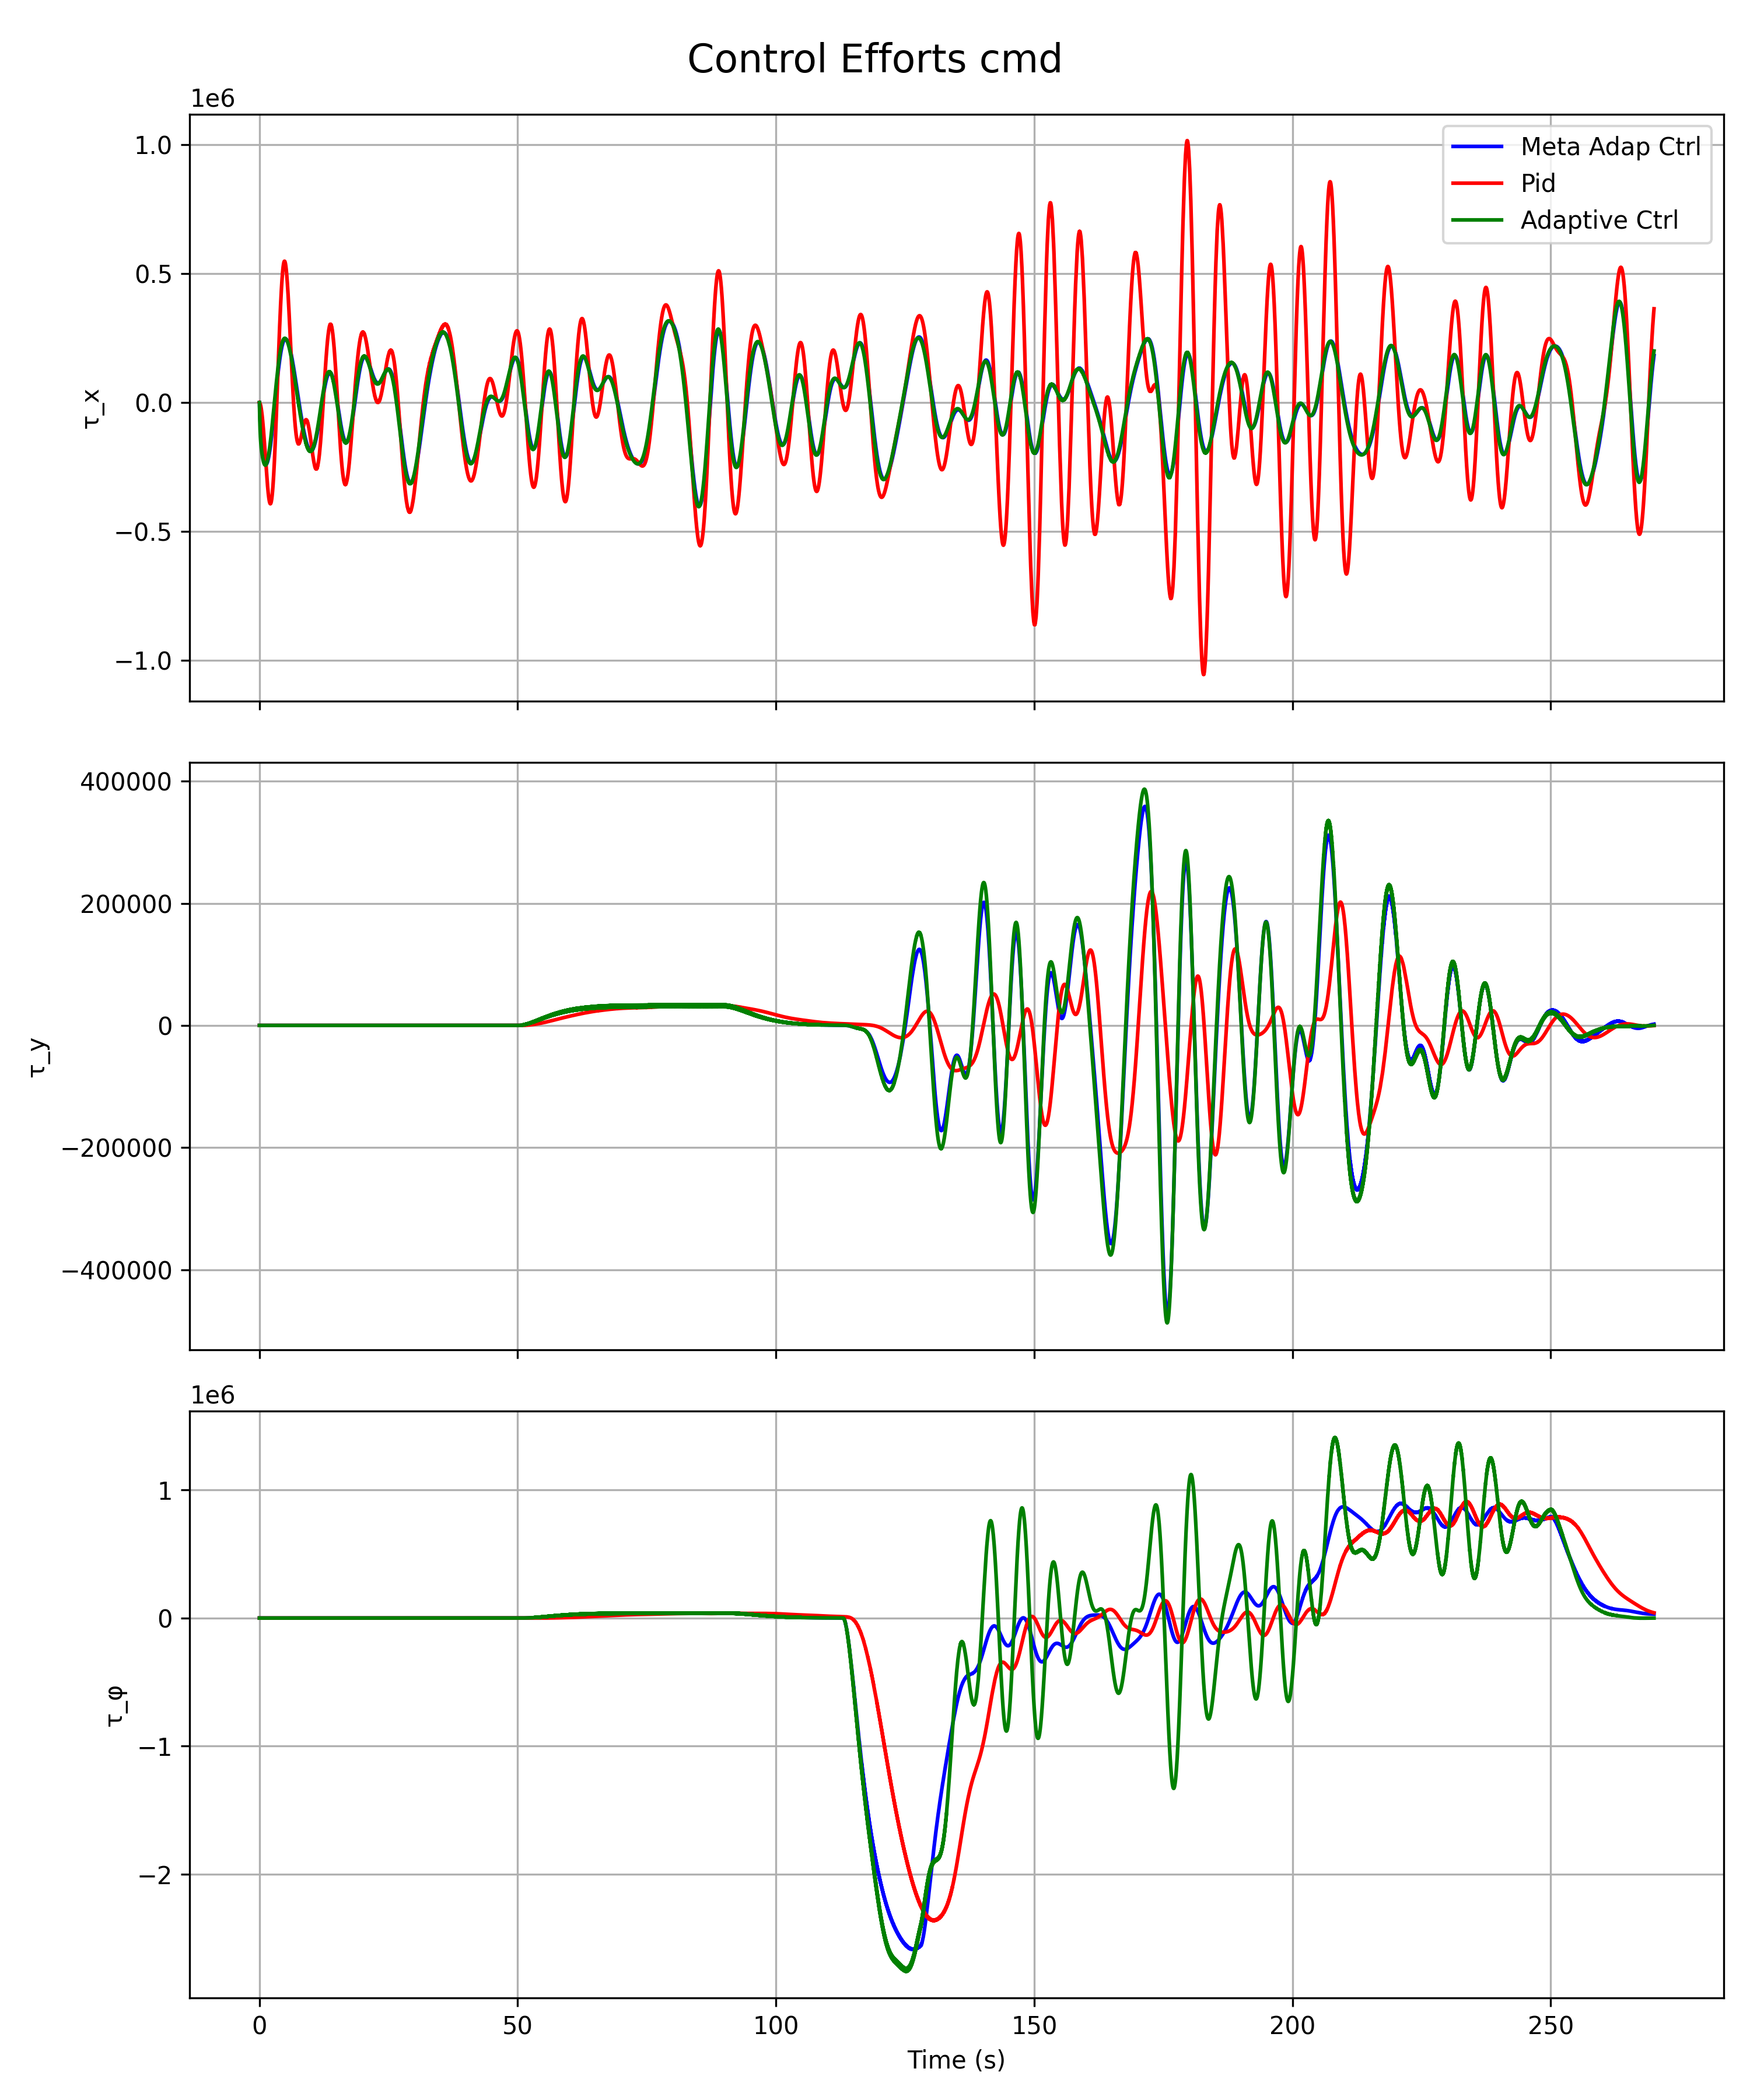 Control Efforts cmd
1e6
1.0
0.5
0.0
−0.5
−1.0
τ_x
Meta Adap Ctrl
Pid
Adaptive Ctrl
400000
200000
0
−200000
−400000
τ_y
1e6
1
0
−1
−2
τ_φ
0 50 100 150 200 250
Time (s)